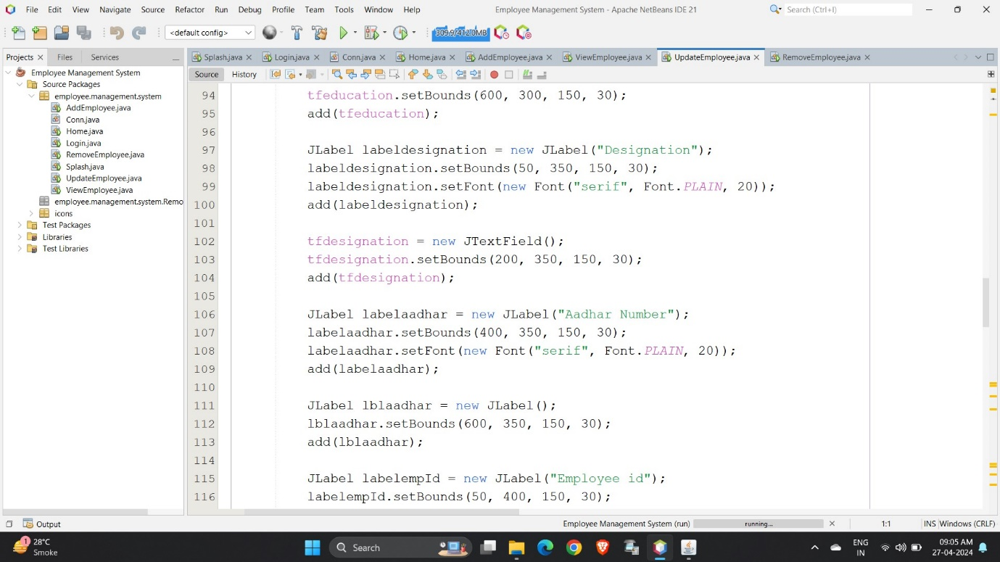 File Edit View Navigate Source Refactor Run Debug Profile Team Tools Window Help
Employee Management System - Apache NetBeans IDE 21
Search (Ctrl+I)
<default config>
309.9/412.0MB
Projects Files Services
Splash.java Login.java Conn.java Home.java AddEmployee.java ViewEmployee.java UpdateEmployee.java RemoveEmployee.java
Source History
Employee Management System
Source Packages
employee.management.system
AddEmployee.java
Conn.java
Home.java
Login.java
RemoveEmployee.java
Splash.java
UpdateEmployee.java
ViewEmployee.java
employee.management.system.Remo
icons
Test Packages
Libraries
Test Libraries
94 tfeducation.setBounds(600, 300, 150, 30);
95 add(tfeducation);
96
97 JLabel labeldesignation = new JLabel("Designation");
98 labeldesignation.setBounds(50, 350, 150, 30);
99 labeldesignation.setFont(new Font("serif", Font.PLAIN, 20));
100 add(labeldesignation);
101
102 tfdesignation = new JTextField();
103 tfdesignation.setBounds(200, 350, 150, 30);
104 add(tfdesignation);
105
106 JLabel labelaadhar = new JLabel("Aadhar Number");
107 labelaadhar.setBounds(400, 350, 150, 30);
108 labelaadhar.setFont(new Font("serif", Font.PLAIN, 20));
109 add(labelaadhar);
110
111 JLabel lblaadhar = new JLabel();
112 lblaadhar.setBounds(600, 350, 150, 30);
113 add(lblaadhar);
114
115 JLabel labelempId = new JLabel("Employee id");
116 labelempId.setBounds(50, 400, 150, 30);
Output
Employee Management System (run)
running...
1:1
INS
Windows (CRLF)
1
28°C
Smoke
Search
ENG
IN
09:05 AM
27-04-2024